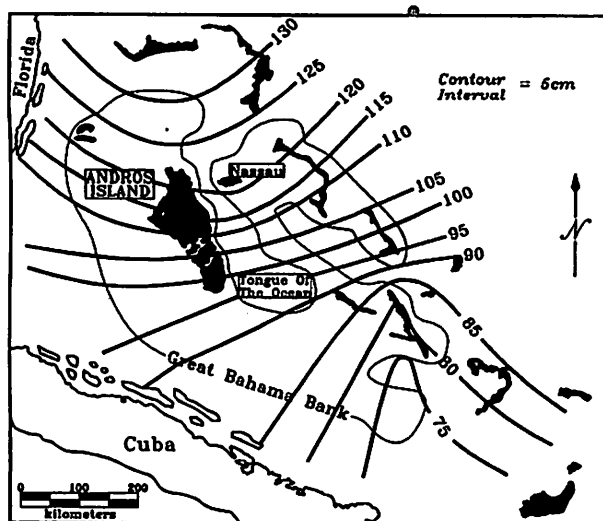 130
125
120
115
110
105
100
95
90
85
80
75
Florida
Contour
Interval = 5cm
ANDROS
ISLAND
Nassau
N
Tongue Of
The Ocean
Great Bahama Bank
Cuba
0 100 200
kilometers